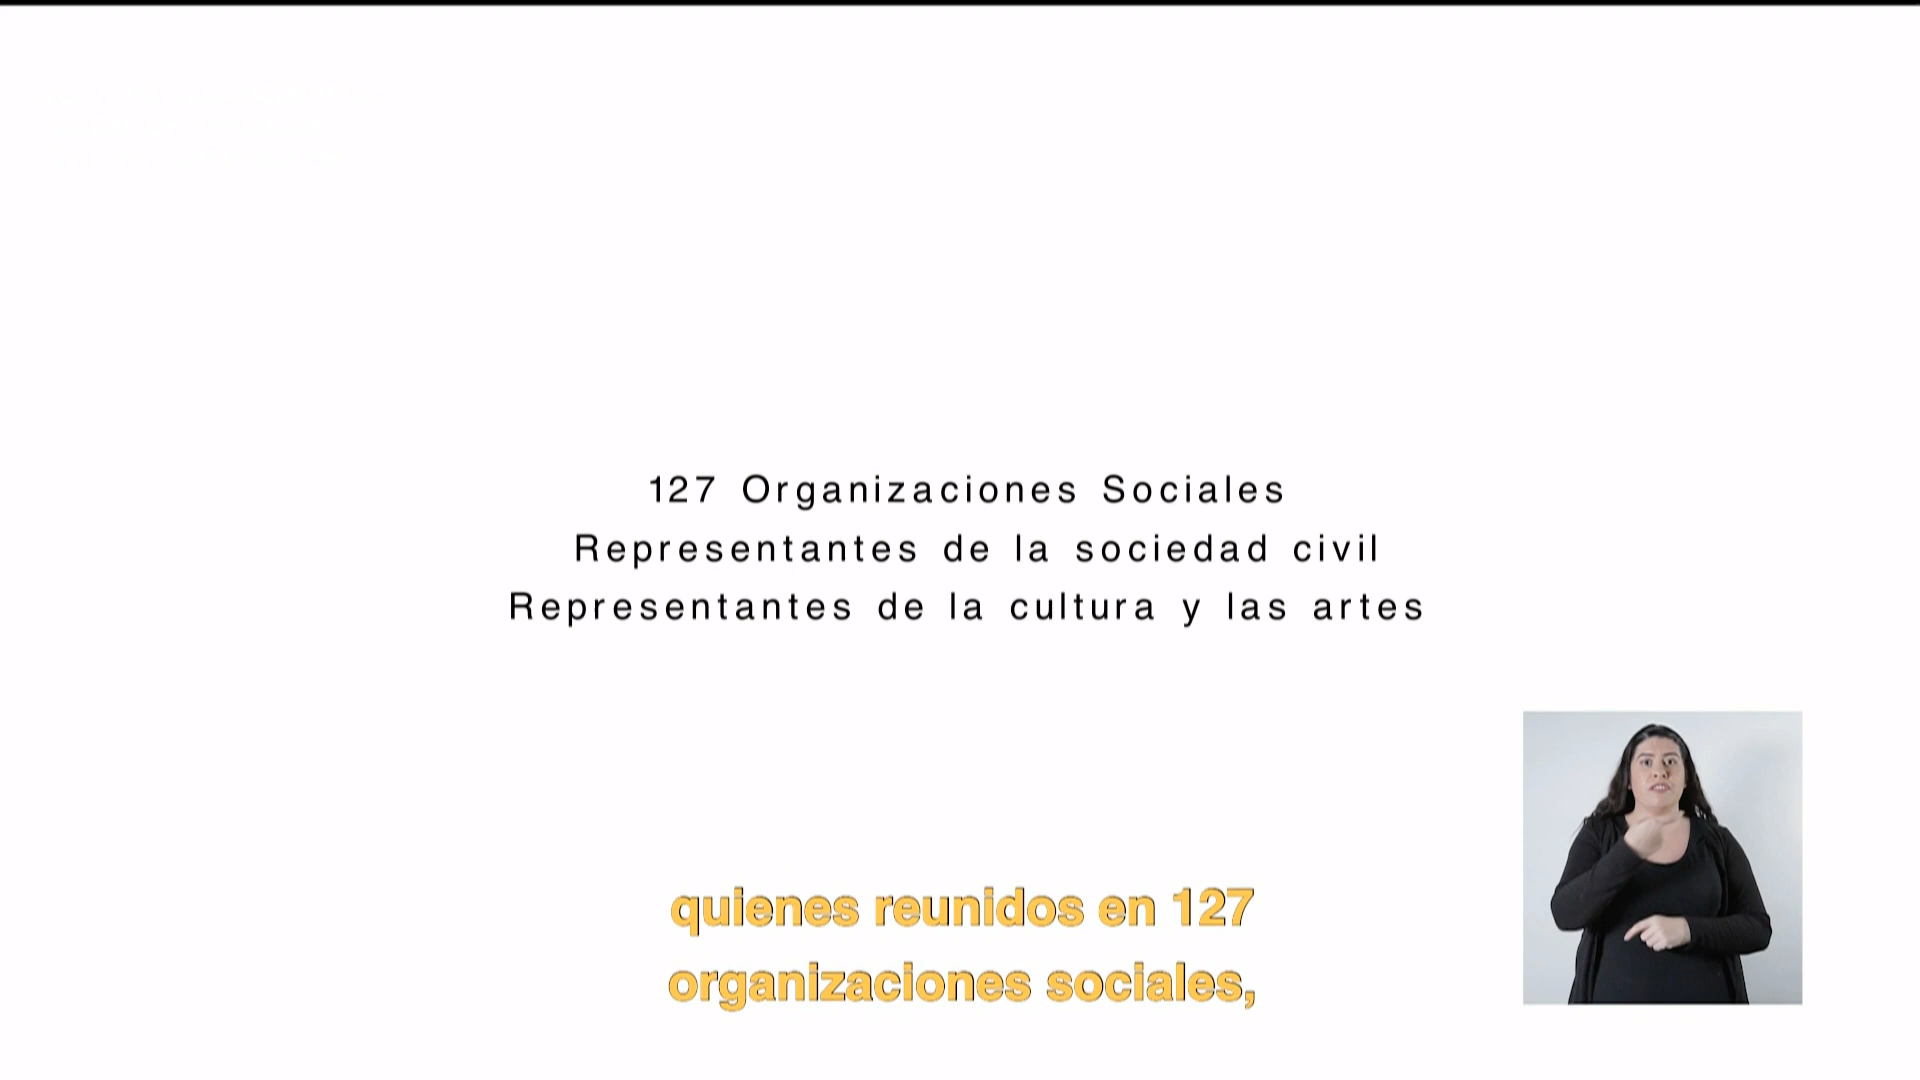 127 Organizaciones Sociales
Representantes de la sociedad civil
Representantes de la cultura y las artes
quienes reunidos en 127
organizaciones sociales,